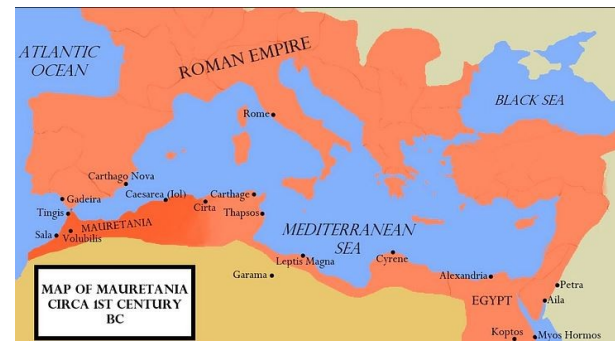 ATLANTIC
OCEAN
ROMAN EMPIRE
BLACK SEA
Rome
Carthago Nova
Gadeira
Caesarea (Iol)
Carthage
Tingis
Cirta
Thapsos
MAURETANIA
Sala
Volubilis
MEDITERRANEAN
SEA
Leptis Magna
Cyrene
Garama
Alexandria
Petra
EGYPT
Aila
Koptos
Myos Hormos
MAP OF MAURETANIA
CIRCA 1ST CENTURY
BC